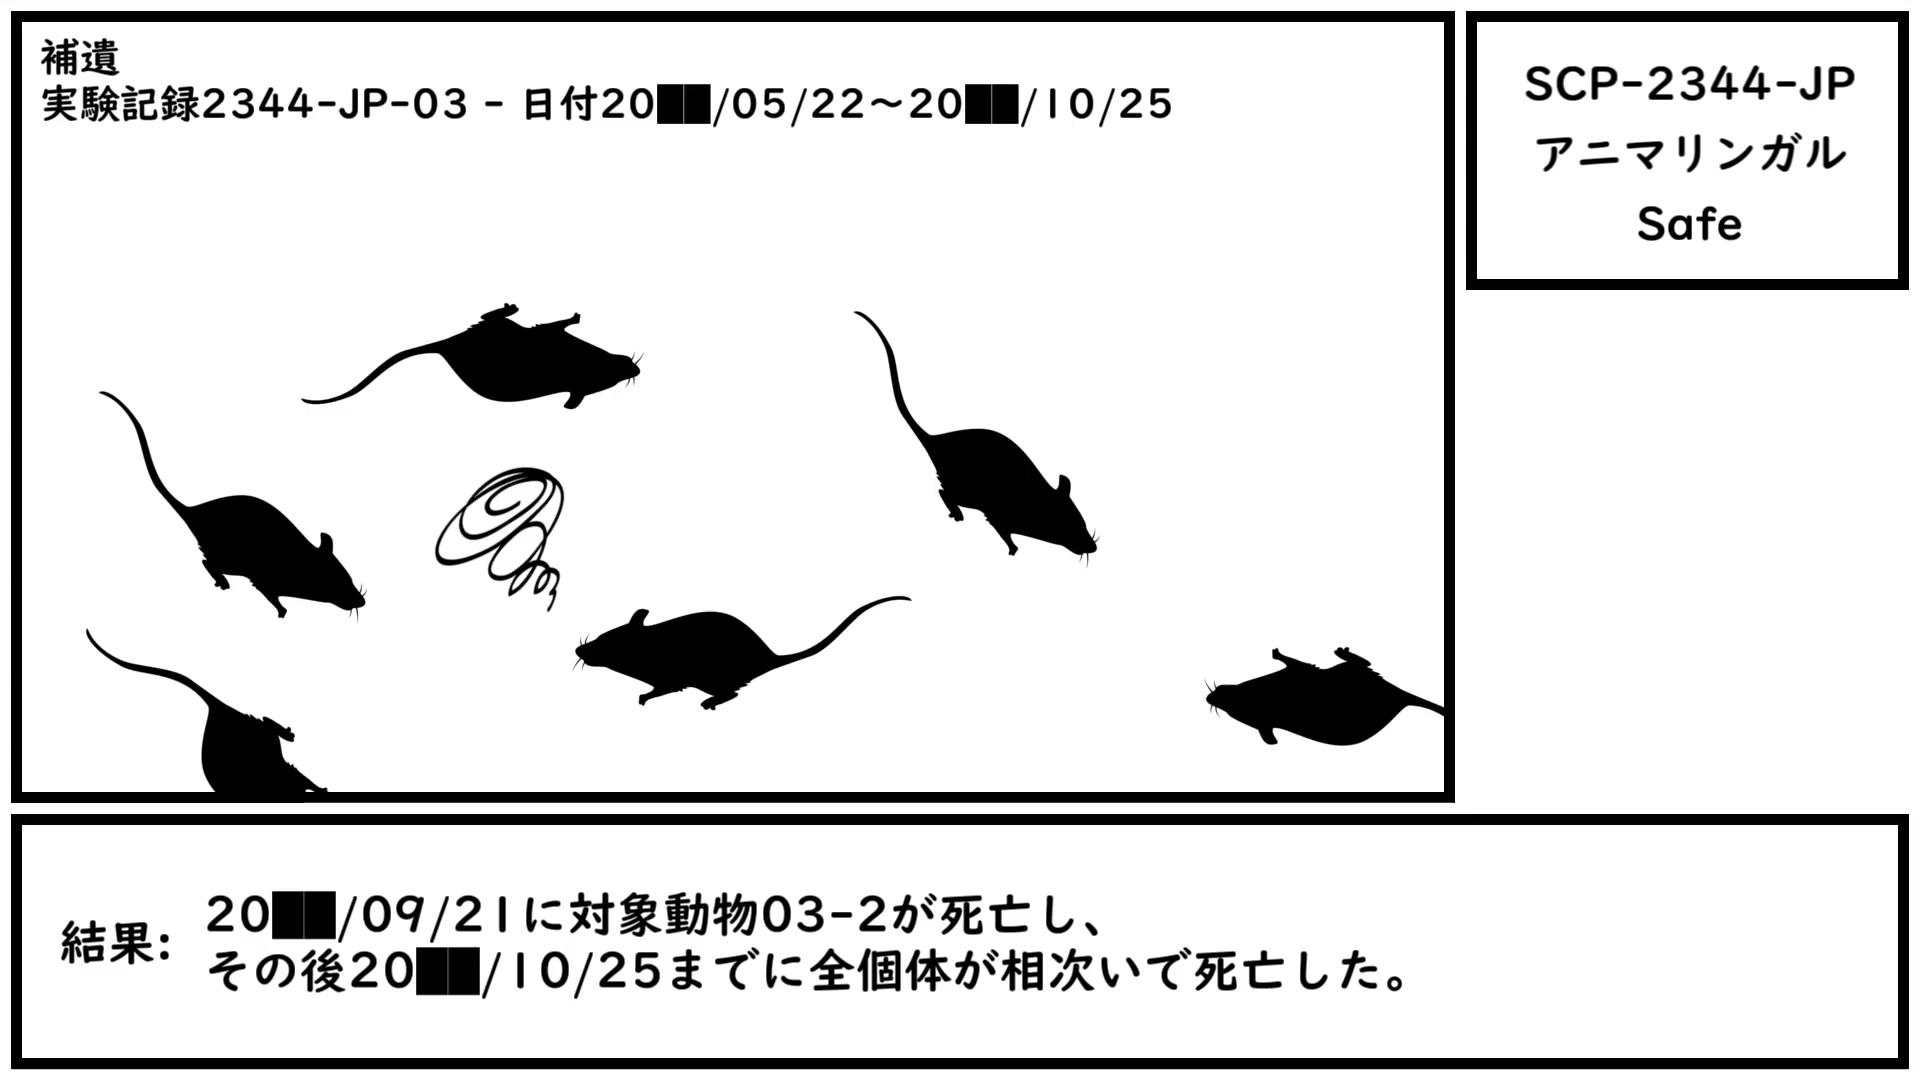 補遺
実験記録2344-JP-03 - 日付20██/05/22～20██/10/25
SCP-2344-JP
アニマリンガル
Safe
結果:
20██/09/21に対象動物03-2が死亡し、
その後20██/10/25までに全個体が相次いで死亡した。